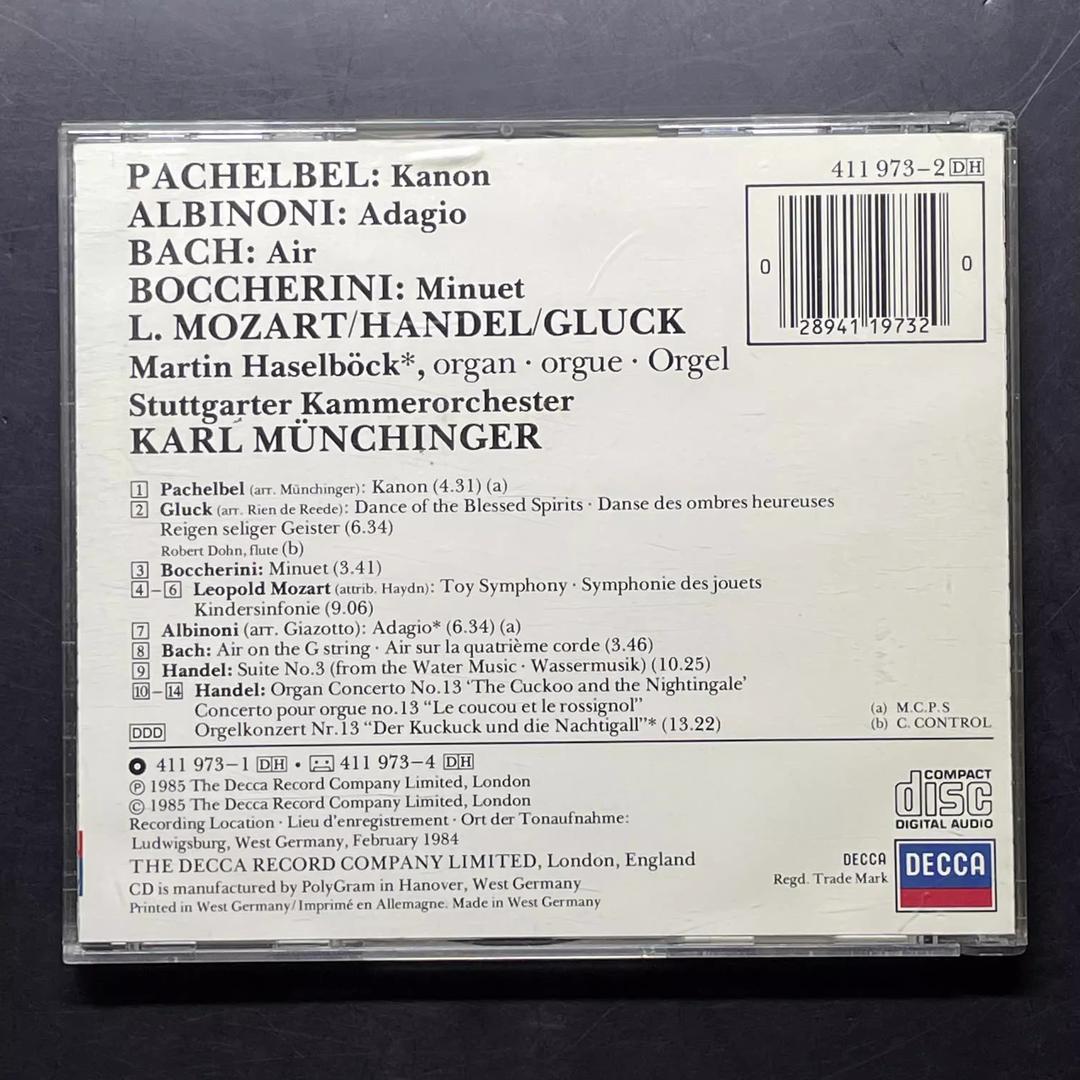 PACHELBEL: Kanon
ALBINONI: Adagio
BACH: Air
BOCCHERINI: Minuet
L. MOZART/HANDEL/GLUCK
Martin Haselböck*, organ · orgue · Orgel
Stuttgarter Kammerorchester
KARL MÜNCHINGER
411 973-2 DH
0 28941 19732 0
1 Pachelbel (arr. Münchinger): Kanon (4.31) (a)
2 Gluck (arr. Rien de Reede): Dance of the Blessed Spirits · Danse des ombres heureuses
Reigen seliger Geister (6.34)
Robert Dohn, flute (b)
3 Boccherini: Minuet (3.41)
4–6 Leopold Mozart (attrib. Haydn): Toy Symphony · Symphonie des jouets
Kindersinfonie (9.06)
7 Albinoni (arr. Giazotto): Adagio* (6.34) (a)
8 Bach: Air on the G string · Air sur la quatrième corde (3.46)
9 Handel: Suite No.3 (from the Water Music · Wassermusik) (10.25)
10–14 Handel: Organ Concerto No.13 ‘The Cuckoo and the Nightingale’
Concerto pour orgue no.13 “Le coucou et le rossignol”
DDD Orgelkonzert Nr.13 “Der Kuckuck und die Nachtigall”* (13.22)
(a) M.C.P.S
(b) C. CONTROL
411 973-1 DH • 411 973-4 DH
℗ 1985 The Decca Record Company Limited, London
© 1985 The Decca Record Company Limited, London
Recording Location · Lieu d'enregistrement · Ort der Tonaufnahme:
Ludwigsburg, West Germany, February 1984
THE DECCA RECORD COMPANY LIMITED, London, England
CD is manufactured by PolyGram in Hanover, West Germany
Printed in West Germany/Imprimé en Allemagne. Made in West Germany
COMPACT
disc
DIGITAL AUDIO
DECCA
Regd. Trade Mark
DECCA